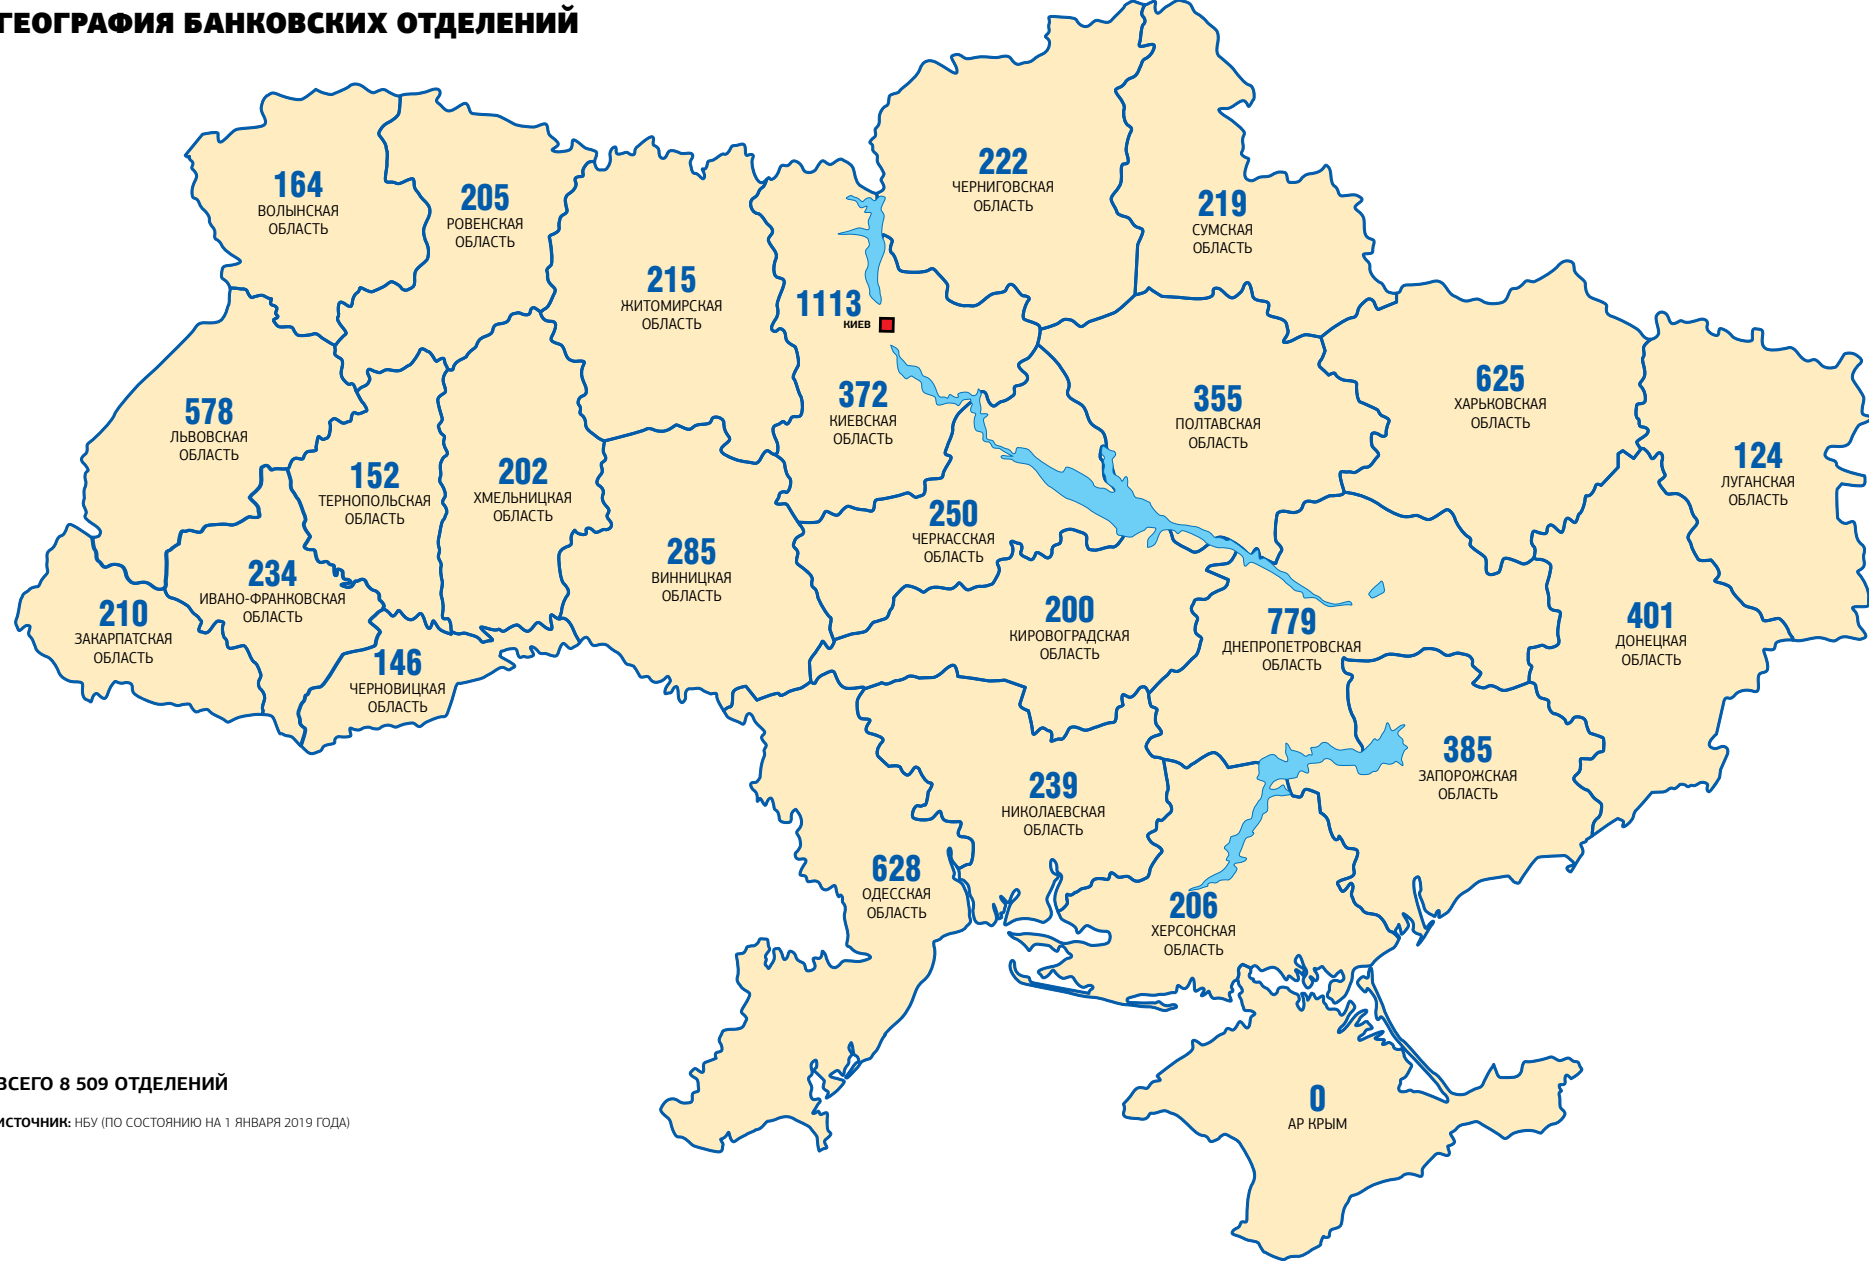 ГЕОГРАФИЯ БАНКОВСКИХ ОТДЕЛЕНИЙ
222
ЧЕРНИГОВСКАЯ
ОБЛАСТЬ
164
ВОЛЫНСКАЯ
ОБЛАСТЬ
205
РОВЕНСКАЯ
ОБЛАСТЬ
219
СУМСКАЯ
ОБЛАСТЬ
215
ЖИТОМИРСКАЯ
ОБЛАСТЬ
1113
КИЕВ
372
КИЕВСКАЯ
ОБЛАСТЬ
355
ПОЛТАВСКАЯ
ОБЛАСТЬ
625
ХАРЬКОВСКАЯ
ОБЛАСТЬ
578
ЛЬВОВСКАЯ
ОБЛАСТЬ
152
ТЕРНОПОЛЬСКАЯ
ОБЛАСТЬ
202
ХМЕЛЬНИЦКАЯ
ОБЛАСТЬ
124
ЛУГАНСКАЯ
ОБЛАСТЬ
250
ЧЕРКАССКАЯ
ОБЛАСТЬ
285
ВИННИЦКАЯ
ОБЛАСТЬ
234
ИВАНО-ФРАНКОВСКАЯ
ОБЛАСТЬ
210
ЗАКАРПАТСКАЯ
ОБЛАСТЬ
146
ЧЕРНОВИЦКАЯ
ОБЛАСТЬ
200
КИРОВОГРАДСКАЯ
ОБЛАСТЬ
779
ДНЕПРОПЕТРОВСКАЯ
ОБЛАСТЬ
401
ДОНЕЦКАЯ
ОБЛАСТЬ
385
ЗАПОРОЖСКАЯ
ОБЛАСТЬ
239
НИКОЛАЕВСКАЯ
ОБЛАСТЬ
628
ОДЕССКАЯ
ОБЛАСТЬ
206
ХЕРСОНСКАЯ
ОБЛАСТЬ
0
АР КРЫМ
ВСЕГО 8 509 ОТДЕЛЕНИЙ
ИСТОЧНИК: НБУ (ПО СОСТОЯНИЮ НА 1 ЯНВАРЯ 2019 ГОДА)